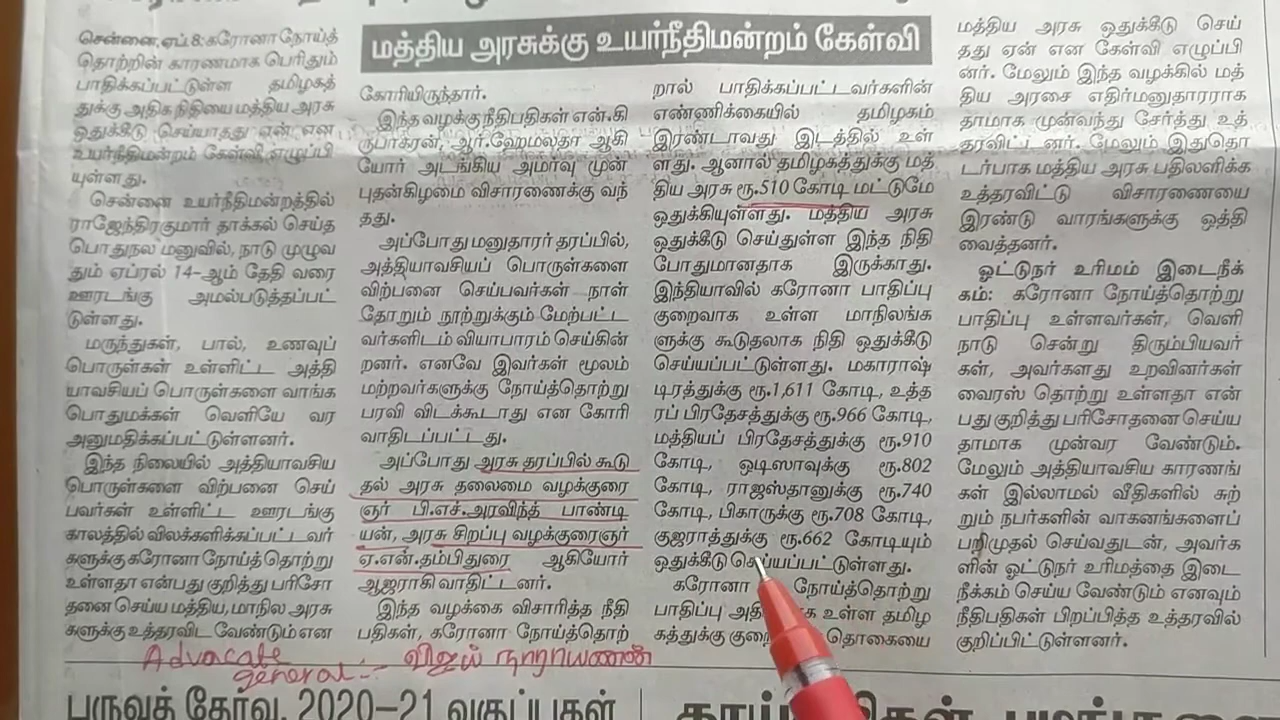 மத்திய அரசுக்கு உயர்நீதிமன்றம் கேள்வி
சென்னை, ஏப். 8: கரோனா நோய்த்
தொற்றின் காரணமாக பெரிதும்
பாதிக்கப்பட்டுள்ள தமிழகத்
துக்கு அதிக நிதியை மத்திய அரசு
ஒதுக்கீடு செய்யாதது ஏன் என
உயர்நீதிமன்றம் கேள்வி எழுப்பி
யுள்ளது.
சென்னை உயர்நீதிமன்றத்தில்
ராஜேந்திரகுமார் தாக்கல் செய்த
பொதுநல மனுவில், நாடு முழுவ
தும் ஏப்ரல் 14-ஆம் தேதி வரை
ஊரடங்கு அமல்படுத்தப்பட்
டுள்ளது.
மருந்துகள், பால், உணவுப்
பொருள்கள் உள்ளிட்ட அத்தி
யாவசியப் பொருள்களை வாங்க
பொதுமக்கள் வெளியே வர
அனுமதிக்கப்பட்டுள்ளனர்.
இந்த நிலையில் அத்தியாவசிய
பொருள்களை விற்பனை செய்
பவர்கள் உள்ளிட்ட ஊரடங்கு
காலத்தில் விலக்களிக்கப்பட்டவர்
களுக்கு கரோனா நோய்த்தொற்று
உள்ளதா என்பது குறித்து பரிசோ
தனை செய்ய மத்திய, மாநில அரசு
களுக்கு உத்தரவிட வேண்டும் என
கோரியிருந்தார்.
இந்த வழக்கு நீதிபதிகள் என்.கி
ருபாகரன், ஆர்.ஹேமலதா ஆகி
யோர் அடங்கிய அமர்வு முன்
புதன்கிழமை விசாரணைக்கு வந்
தது.
அப்போது மனுதாரர் தரப்பில்,
அத்தியாவசியப் பொருள்களை
விற்பனை செய்பவர்கள் நாள்
தோறும் நூற்றுக்கும் மேற்பட்ட
வர்களிடம் வியாபாரம் செய்கின்
றனர். எனவே இவர்கள் மூலம்
மற்றவர்களுக்கு நோய்த்தொற்று
பரவி விடக்கூடாது என கோரி
வாதிடப்பட்டது.
அப்போது அரசு தரப்பில் கூடு
தல் அரசு தலைமை வழக்குரை
ஞர் பி.எச்.அரவிந்த் பாண்டி
யன், அரசு சிறப்பு வழக்குரைஞர்
ஏ.என்.தம்பிதுரை ஆகியோர்
ஆஜராகி வாதிட்டனர்.
இந்த வழக்கை விசாரித்த நீதி
பதிகள், கரோனா நோய்த்தொற்
றால் பாதிக்கப்பட்டவர்களின்
எண்ணிக்கையில் தமிழகம்
இரண்டாவது இடத்தில் உள்
ளது. ஆனால் தமிழகத்துக்கு மத்
திய அரசு ரூ.510 கோடி மட்டுமே
ஒதுக்கியுள்ளது. மத்திய அரசு
ஒதுக்கீடு செய்துள்ள இந்த நிதி
போதுமானதாக இருக்காது.
இந்தியாவில் கரோனா பாதிப்பு
குறைவாக உள்ள மாநிலங்க
ளுக்கு கூடுதலாக நிதி ஒதுக்கீடு
செய்யப்பட்டுள்ளது. மகாராஷ்
டிரத்துக்கு ரூ.1,611 கோடி, உத்த
ரப் பிரதேசத்துக்கு ரூ.966 கோடி,
மத்தியப் பிரதேசத்துக்கு ரூ.910
கோடி, ஒடிஸாவுக்கு ரூ.802
கோடி, ராஜஸ்தானுக்கு ரூ.740
கோடி, பிகாருக்கு ரூ.708 கோடி,
குஜராத்துக்கு ரூ.662 கோடியும்
ஒதுக்கீடு செய்யப்பட்டுள்ளது.
கரோனா நோய்த்தொற்று
பாதிப்பு உள்ள தமிழ
கத்துக்கு தொகையை
மத்திய அரசு ஒதுக்கீடு செய்
தது ஏன் என கேள்வி எழுப்பி
னர். மேலும் இந்த வழக்கில் மத்
திய அரசை எதிர்மனுதாரராக
தாமாக முன்வந்து சேர்த்து உத்
தரவிட்டனர். மேலும் இதுதொ
டர்பாக மத்திய அரசு பதிலளிக்க
உத்தரவிட்டு விசாரணையை
இரண்டு வாரங்களுக்கு ஒத்தி
வைத்தனர்.
ஓட்டுநர் உரிமம் இடைநீக்
கம்: கரோனா நோய்த்தொற்று
பாதிப்பு உள்ளவர்கள், வெளி
நாடு சென்று திரும்பியவர்
கள், அவர்களது உறவினர்கள்
வைரஸ் தொற்று உள்ளதா என்
பது குறித்து பரிசோதனை செய்ய
தாமாக முன்வர வேண்டும்.
மேலும் அத்தியாவசிய காரணங்
கள் இல்லாமல் வீதிகளில் சுற்
றும் நபர்களின் வாகனங்களைப்
பறிமுதல் செய்வதுடன், அவர்க
ளின் ஓட்டுநர் உரிமத்தை இடை
நீக்கம் செய்ய வேண்டும் எனவும்
நீதிபதிகள் பிறப்பித்த உத்தரவில்
குறிப்பிட்டுள்ளனர்.
Advocate
general :- விஜய் நாராயணன்
பருவத் தேர்வு, 2020-21 வகுப்புகள்